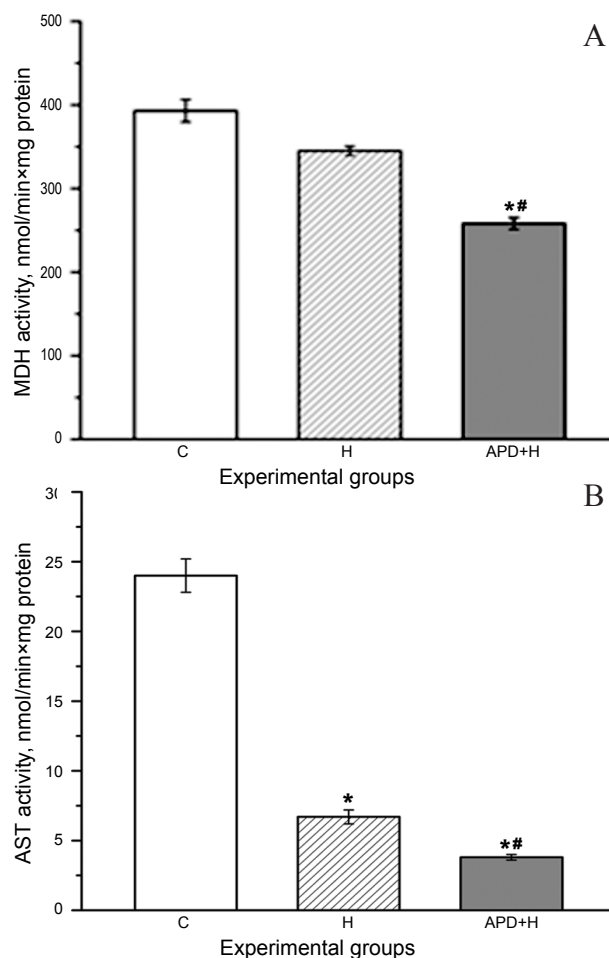 A
500
400
300
200
100
0
MDH activity, nmol/min×mg protein
*#
C H APD+H
Experimental groups
B
30
25
20
15
10
5
0
AST activity, nmol/min×mg protein
*
*#
C H APD+H
Experimental groups